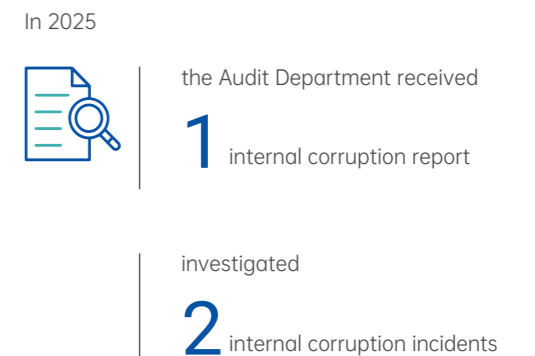 In 2025
the Audit Department received
1 internal corruption report
investigated
2 internal corruption incidents